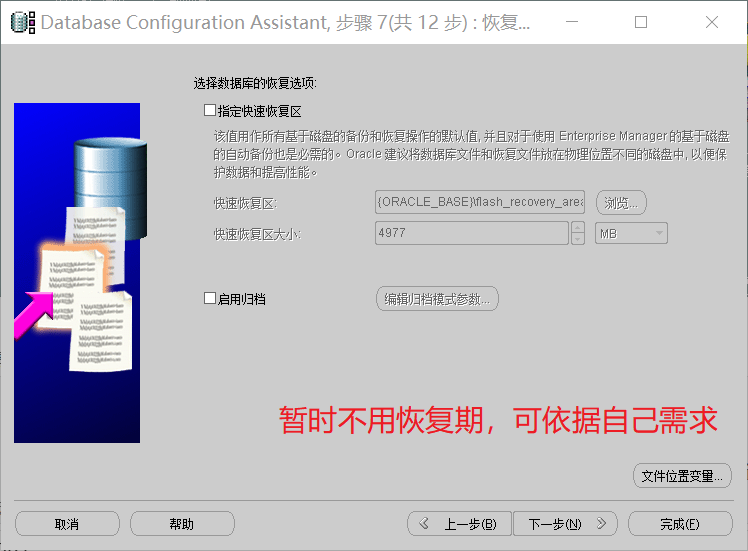 Database Configuration Assistant, 步骤 7(共 12 步) : 恢复...
选择数据库的恢复选项:
指定快速恢复区
该值用作所有基于磁盘的备份和恢复操作的默认值, 并且对于使用 Enterprise Manager 的基于磁盘
的自动备份也是必需的。Oracle 建议将数据库文件和恢复文件放在物理位置不同的磁盘中, 以便保
护数据和提高性能。
快速恢复区:
{ORACLE_BASE}\flash_recovery_area
浏览...
快速恢复区大小:
4977
MB
启用归档
编辑归档模式参数...
暂时不用恢复期，可依据自己需求
文件位置变量...
取消
帮助
上一步(B)
下一步(N)
完成(F)